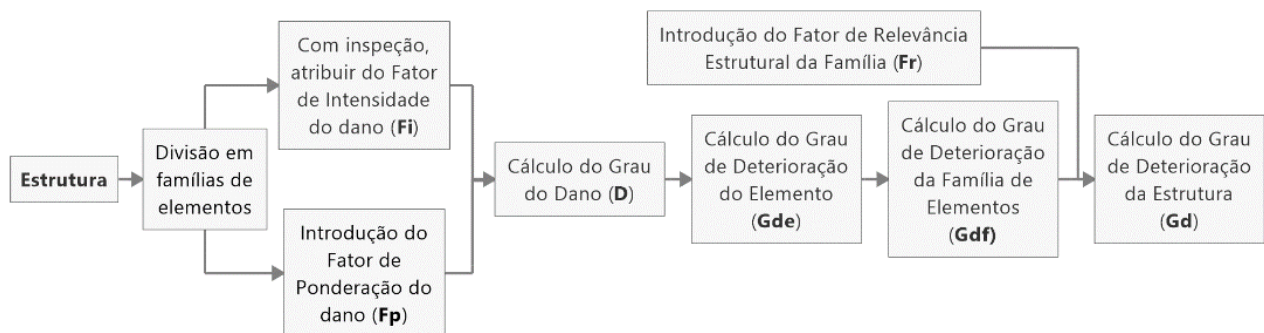 Estrutura
Divisão em
famílias de
elementos
Com inspeção,
atribuir do Fator
de Intensidade
do dano (Fi)
Introdução do
Fator de
Ponderação do
dano (Fp)
Cálculo do Grau
do Dano (D)
Cálculo do Grau
de Deterioração
do Elemento
(Gde)
Cálculo do Grau
de Deterioração
da Família de
Elementos
(Gdf)
Introdução do Fator de Relevância
Estrutural da Família (Fr)
Cálculo do Grau
de Deterioração
da Estrutura
(Gd)